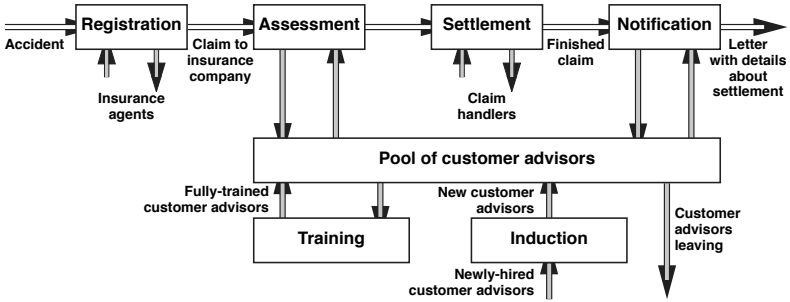 Registration
Assessment
Settlement
Notification
Accident
Claim to
insurance
company
Finished
claim
Letter
with details
about
settlement
Insurance
agents
Claim
handlers
Pool of customer advisors
Fully-trained
customer advisors
New customer
advisors
Customer
advisors
leaving
Training
Induction
Newly-hired
customer advisors